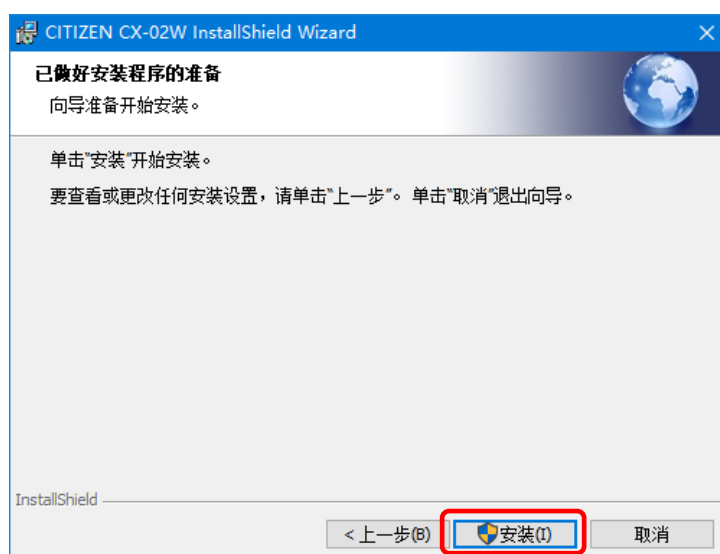 CITIZEN CX-02W InstallShield Wizard
已做好安装程序的准备
向导准备开始安装。
单击"安装"开始安装。
要查看或更改任何安装设置，请单击"上一步"。 单击"取消"退出向导。
InstallShield
< 上一步(B)
安装(I)
取消